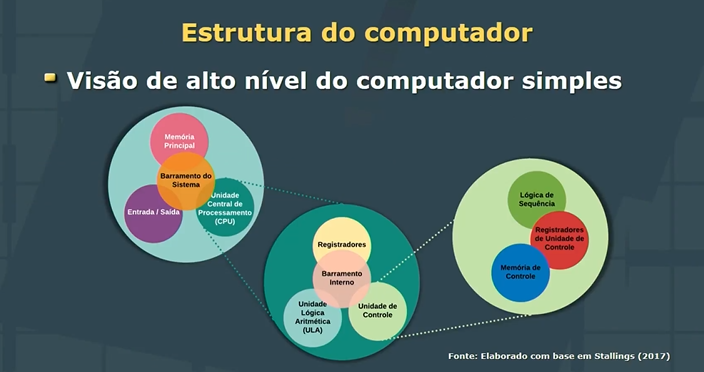 Estrutura do computador
Visão de alto nível do computador simples
Memória
Principal
Barramento do
Sistema
Entrada / Saída
Unidade
Central de
Processamento
(CPU)
Registradores
Barramento
Interno
Unidade
Lógica
Aritmética
(ULA)
Unidade de
Controle
Lógica de
Sequência
Registradores
de Unidade de
Controle
Memória de
Controle
Fonte: Elaborado com base em Stallings (2017)